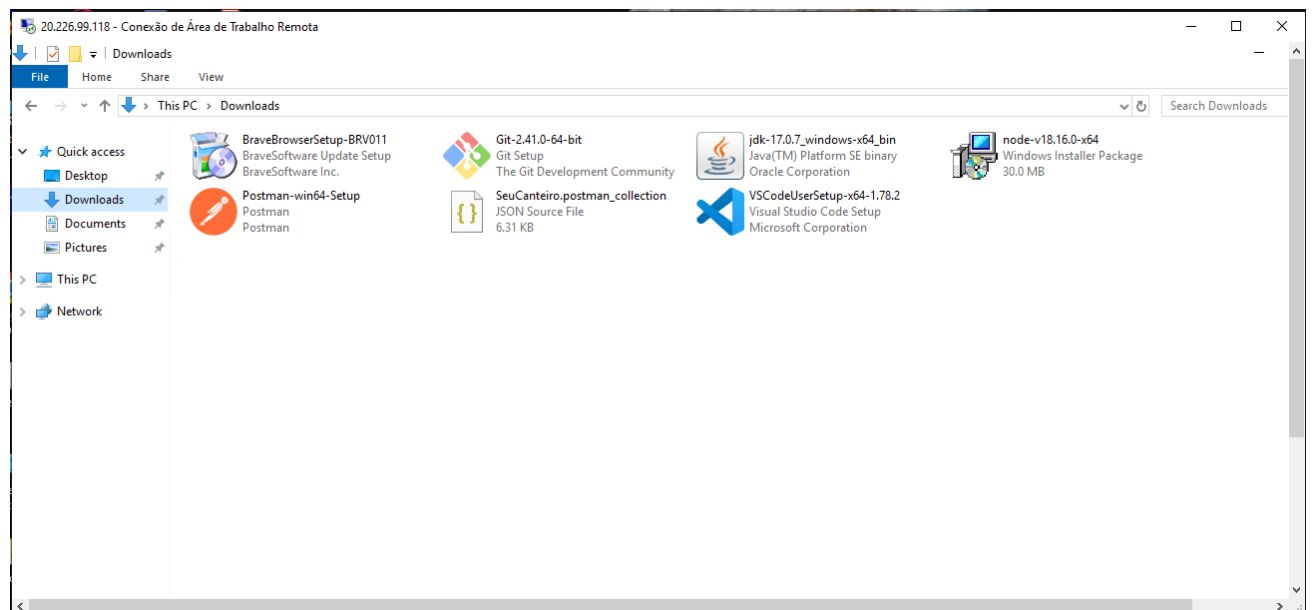 20.226.99.118 - Conexão de Área de Trabalho Remota
Downloads
File Home Share View
This PC > Downloads
Search Downloads
Quick access
Desktop
Downloads
Documents
Pictures
This PC
Network
BraveBrowserSetup-BRV011
BraveSoftware Update Setup
BraveSoftware Inc.
Git-2.41.0-64-bit
Git Setup
The Git Development Community
jdk-17.0.7_windows-x64_bin
Java(TM) Platform SE binary
Oracle Corporation
node-v18.16.0-x64
Windows Installer Package
30.0 MB
Postman-win64-Setup
Postman
Postman
SeuCanteiro.postman_collection
JSON Source File
6.31 KB
VSCodeUserSetup-x64-1.78.2
Visual Studio Code Setup
Microsoft Corporation